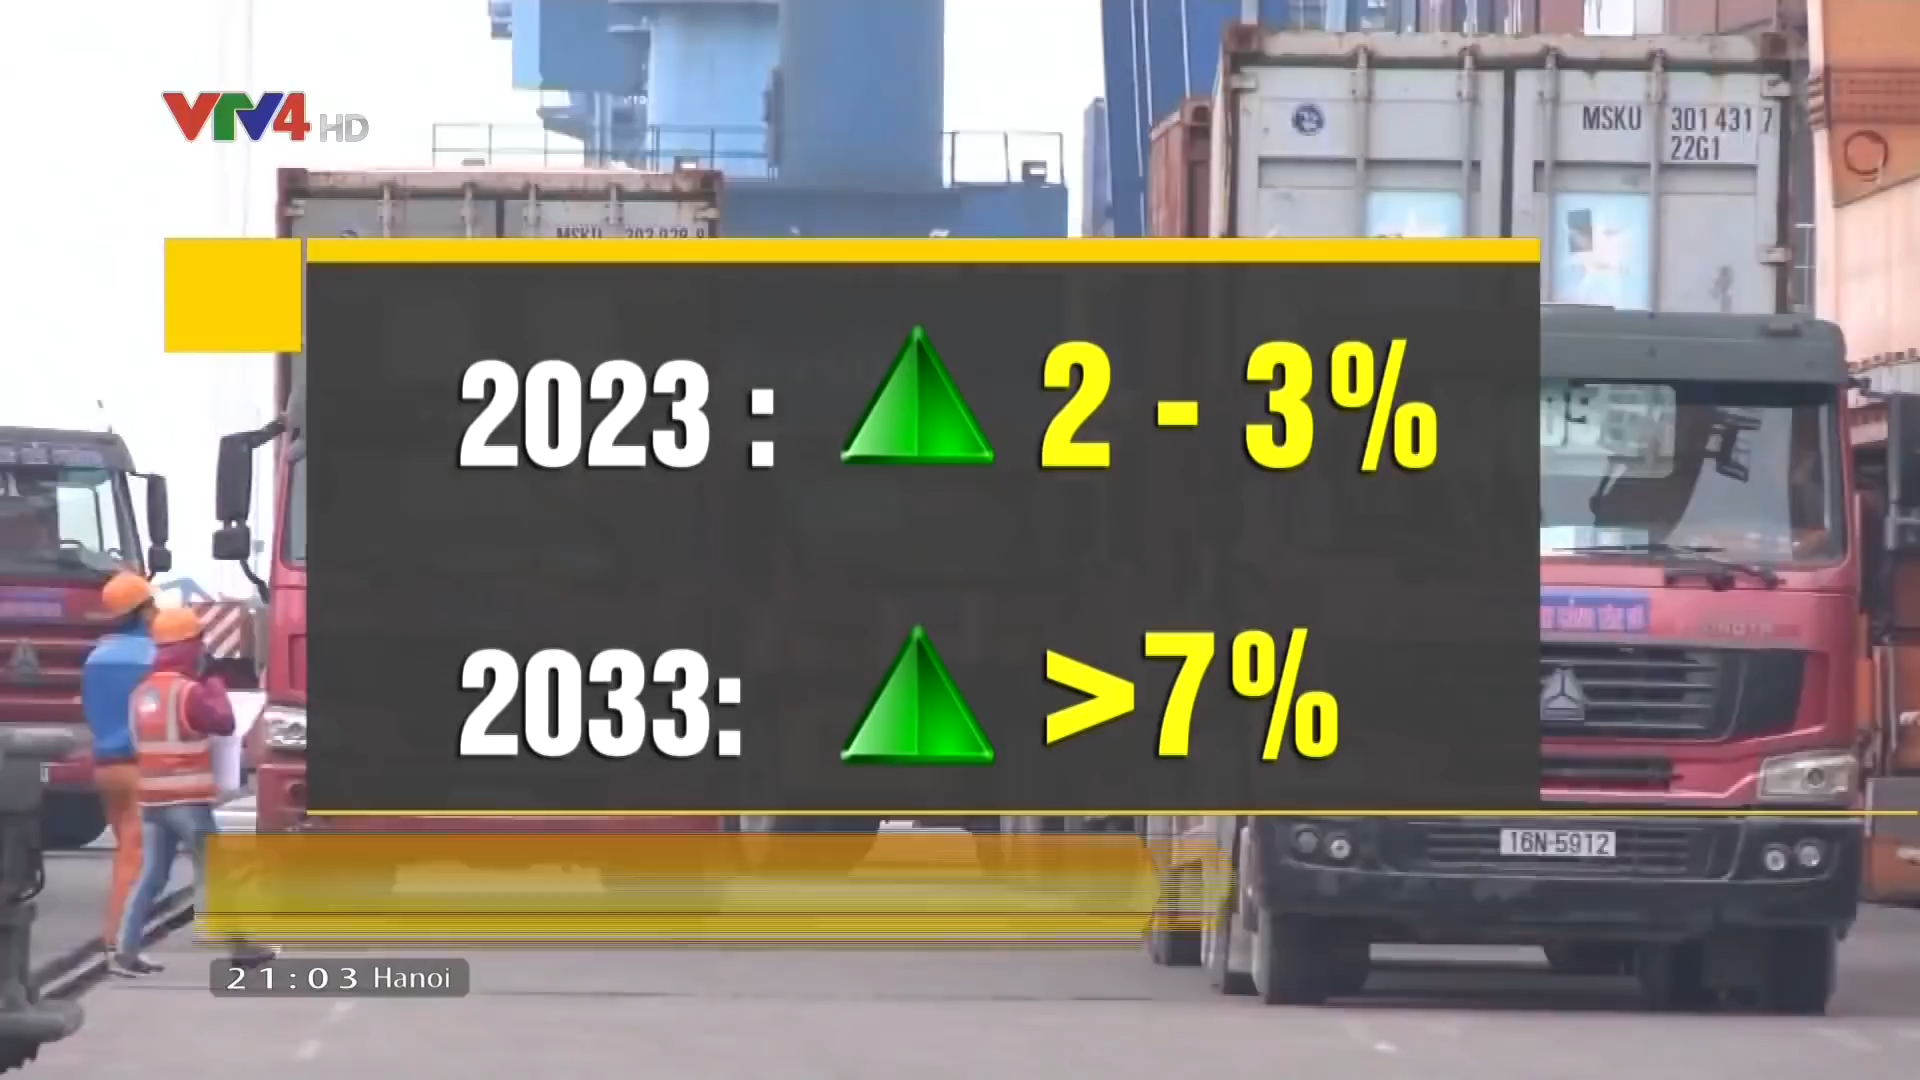 VTV4 HD
MSKU 301 431 7
22G1
2023 : 2 - 3%
2033: >7%
16N-5912
21:03 Hanoi